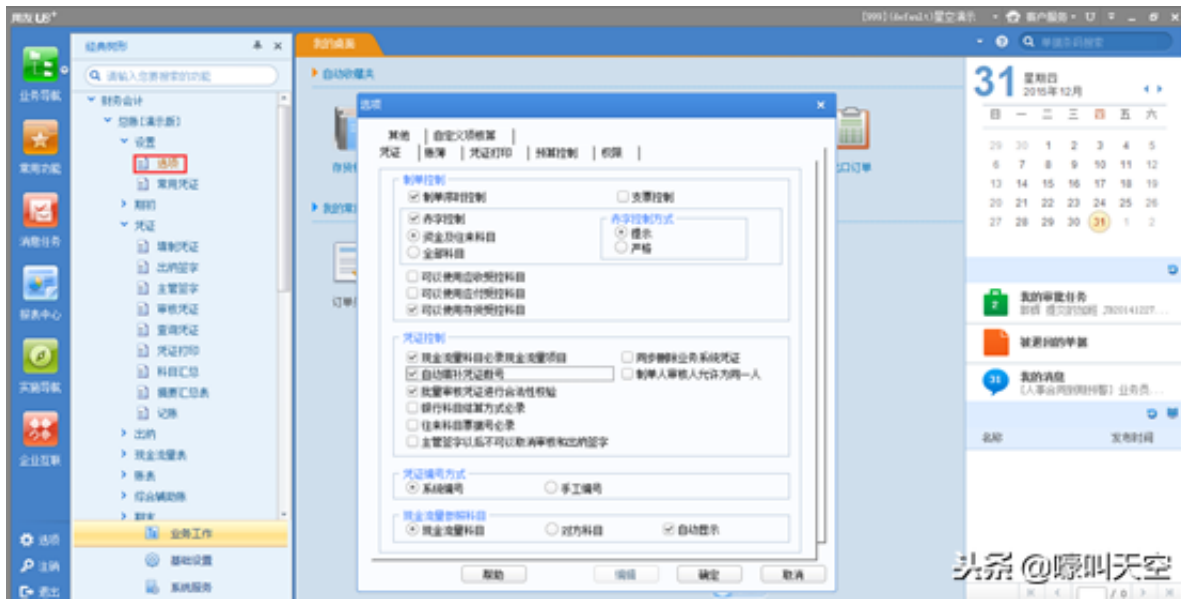 用友 U8+
[999](default)星空演示
客户服务
经典树形
我的桌面
单据条码搜索
请输入您要搜索的功能
业务导航
常用功能
消息任务
报表中心
实施导航
企业互联
选项
注销
退出
财务会计
总账[演示版]
设置
选项
常用凭证
期初
凭证
填制凭证
出纳签字
主管签字
审核凭证
查询凭证
凭证打印
科目汇总
摘要汇总表
记账
出纳
现金流量表
账表
综合辅助账
期末
业务工作
基础设置
系统服务
自动收藏夹
选项
其他 自定义项核算
凭证 账簿 凭证打印 预算控制 权限
制单控制
制单序时控制 支票控制
赤字控制 赤字控制方式
资金及往来科目 提示
全部科目 严格
可以使用应收受控科目
可以使用应付受控科目
可以使用存货受控科目
凭证控制
现金流量科目必录现金流量项目 同步删除业务系统凭证
自动填补凭证断号 制单人审核人允许为同一人
批量审核凭证进行合法性校验
银行科目结算方式必录
往来科目票据号必录
主管签字以后不可以取消审核和出纳签字
凭证编号方式
系统编号 手工编号
现金流量参照科目
现金流量科目 对方科目 自动显示
帮助 编辑 确定 取消
31 星期四
2015年12月
日 一 二 三 四 五 六
29 30 1 2 3 4 5
6 7 8 9 10 11 12
13 14 15 16 17 18 19
20 21 22 23 24 25 26
27 28 29 30 31 1 2
2
我的审批任务
被退回的单据
31
我的消息
名称 发布时间
/ 0
头条 @嚎叫天空